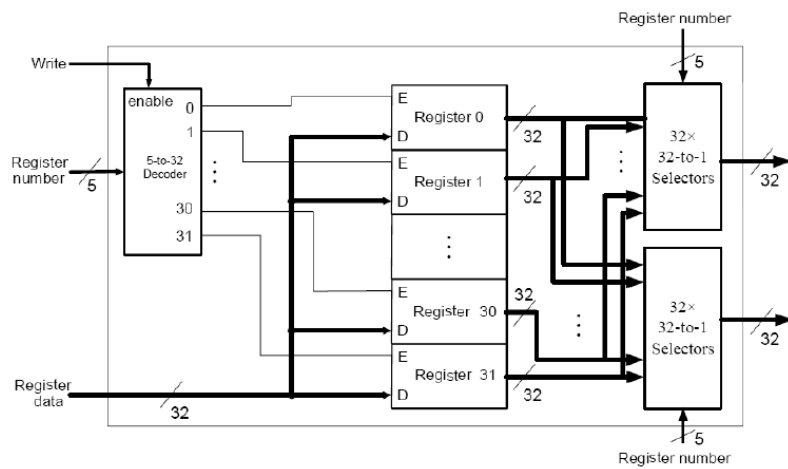 Register number
5
Write
enable
0
1
5-to-32
Decoder
30
31
Register
number
5
E
Register 0
D
32
E
Register 1
D
32
E
Register 30
D
32
E
Register 31
D
32
Register
data
32
32×
32-to-1
Selectors
32
32×
32-to-1
Selectors
32
5
Register number